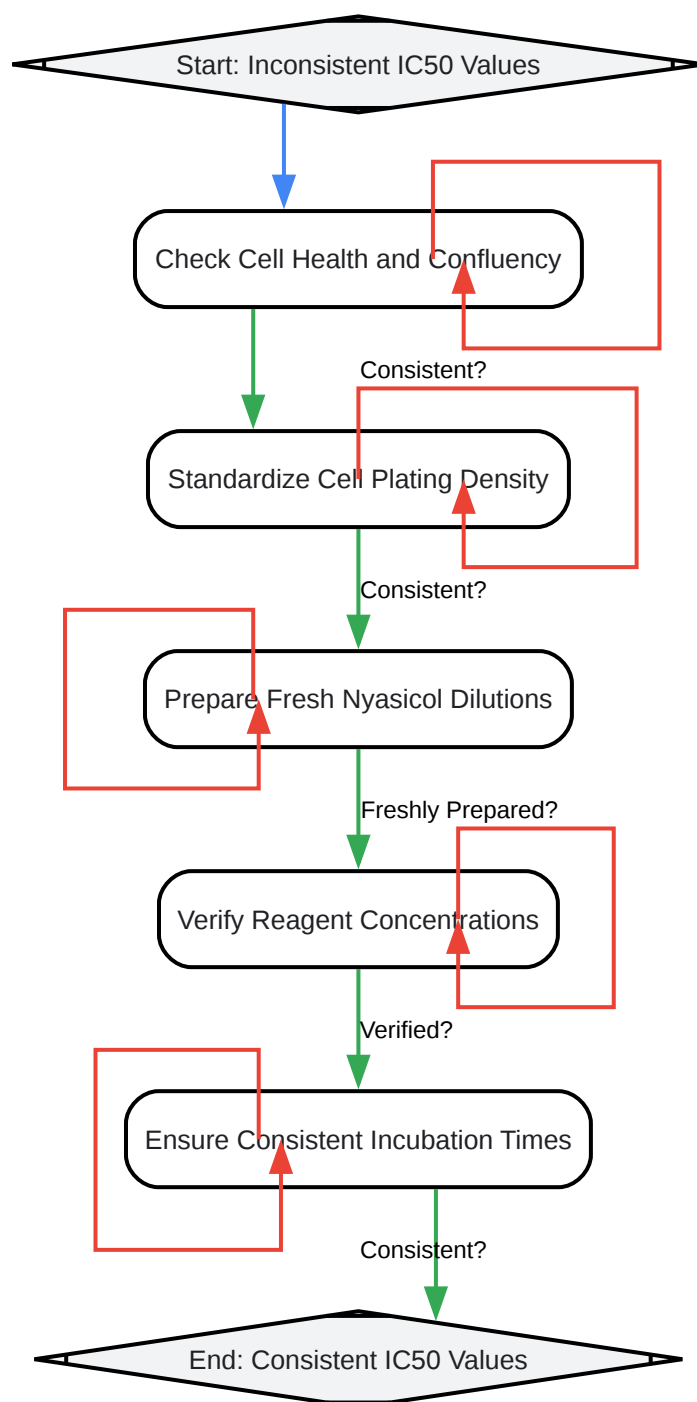 Start: Inconsistent IC50 Values
Check Cell Health and Confluency
Consistent?
Standardize Cell Plating Density
Consistent?
Prepare Fresh Nyasicol Dilutions
Freshly Prepared?
Verify Reagent Concentrations
Verified?
Ensure Consistent Incubation Times
Consistent?
End: Consistent IC50 Values